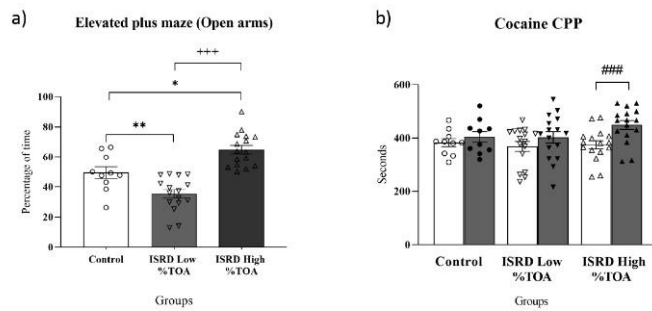 a)
Elevated plus maze (Open arms)
+++
*
**
Percentage of time
100
80
60
40
20
0
Control
ISRD Low
%TOA
ISRD High
%TOA
Groups
b)
Cocaine CPP
###
Seconds
600
400
200
0
Control
ISRD Low
%TOA
ISRD High
%TOA
Groups